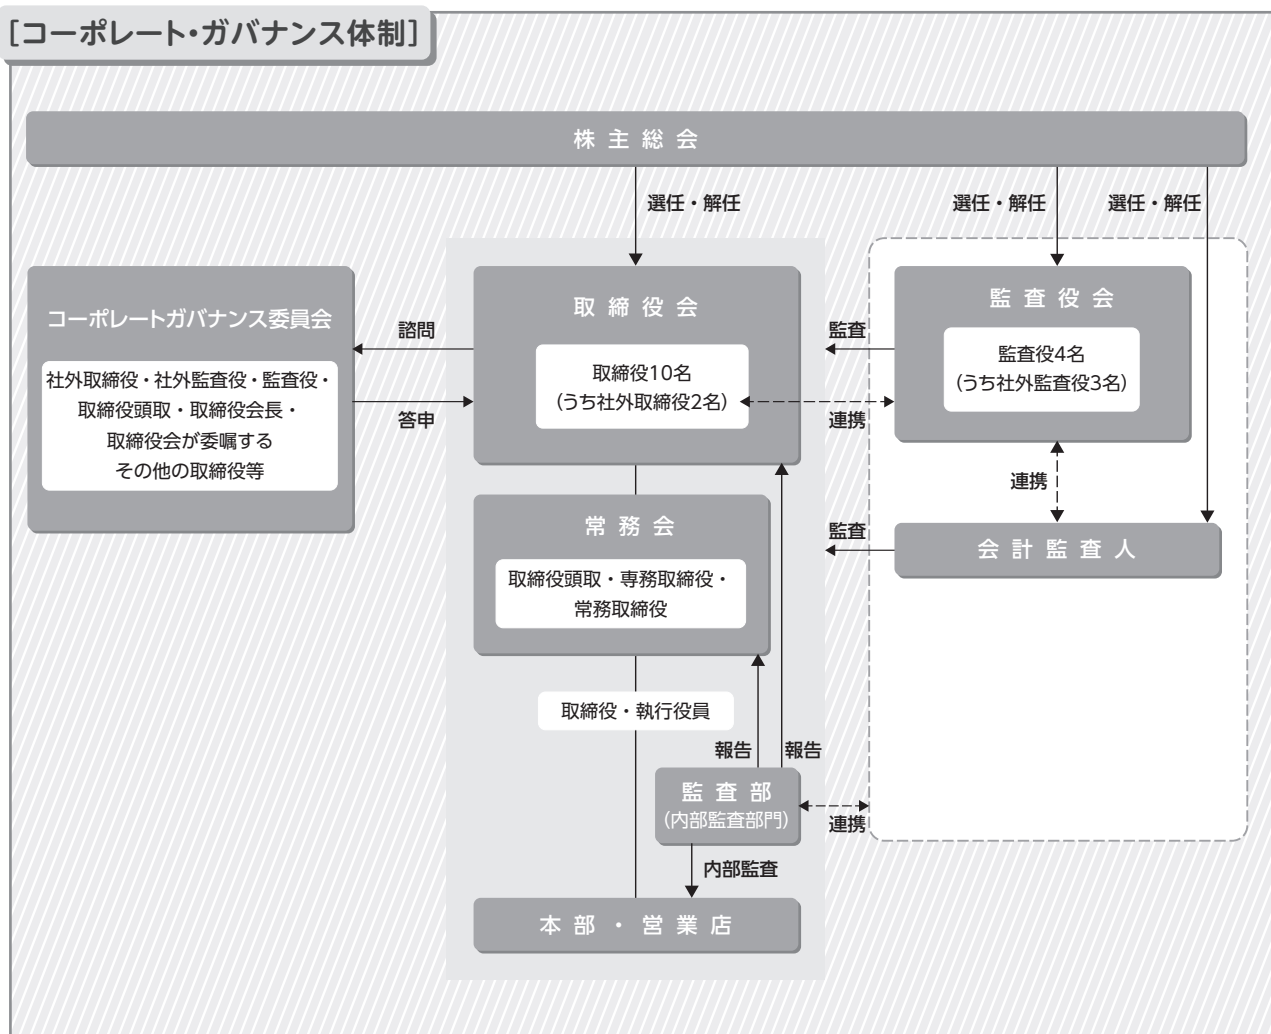 [コーポレート・ガバナンス体制]
株主総会
選任・解任
選任・解任
選任・解任
コーポレートガバナンス委員会
社外取締役・社外監査役・監査役・
取締役頭取・取締役会長・
取締役会が委嘱する
その他の取締役等
諮問
答申
取締役会
取締役10名
(うち社外取締役2名)
監査
連携
監査役会
監査役4名
(うち社外監査役3名)
連携
常務会
取締役頭取・専務取締役・
常務取締役
監査
会計監査人
取締役・執行役員
報告
報告
監査部
(内部監査部門)
連携
内部監査
本部・営業店